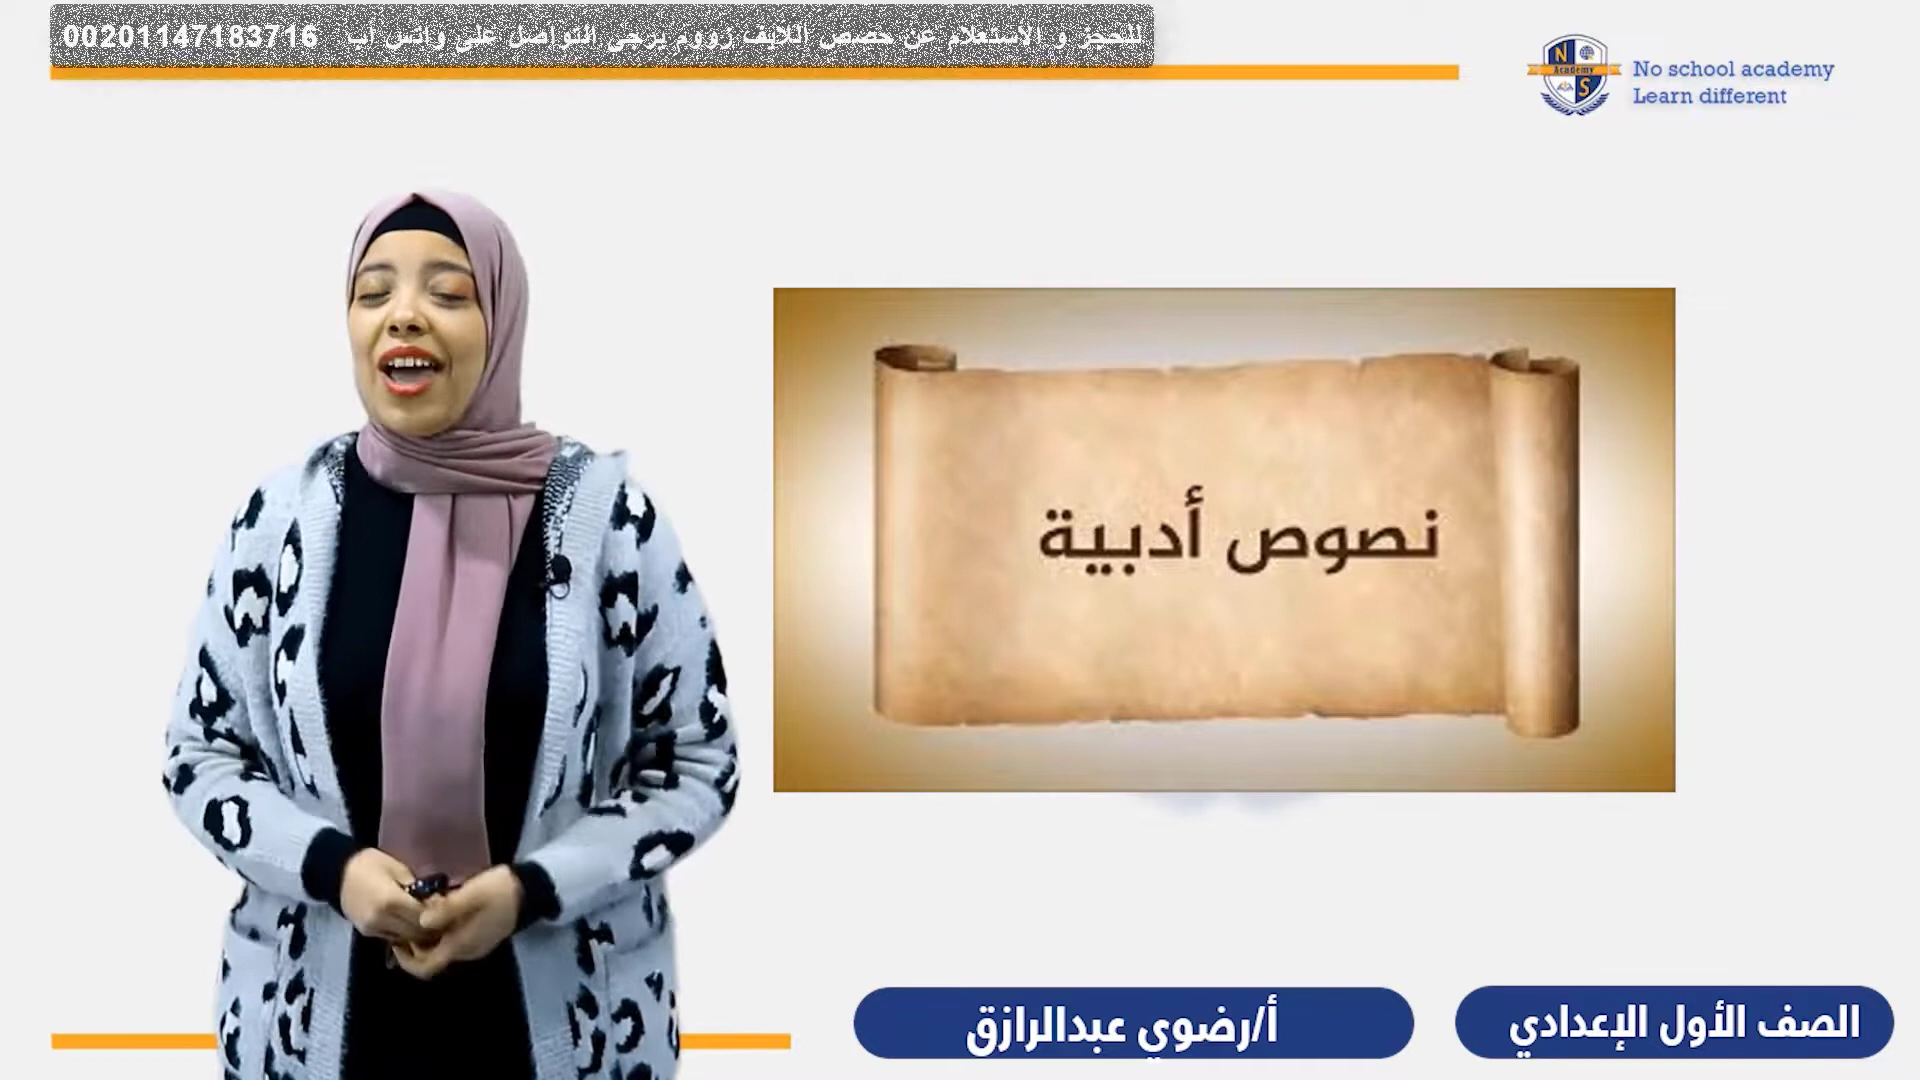 للحجز و الاستعلام عن حصص اللايف زووم يرجى التواصل على واتس اب 00201147183716
No school academy
Learn different
N
Academy
S
نصوص أدبية
أ/رضوي عبدالرازق
الصف الأول الإعدادي